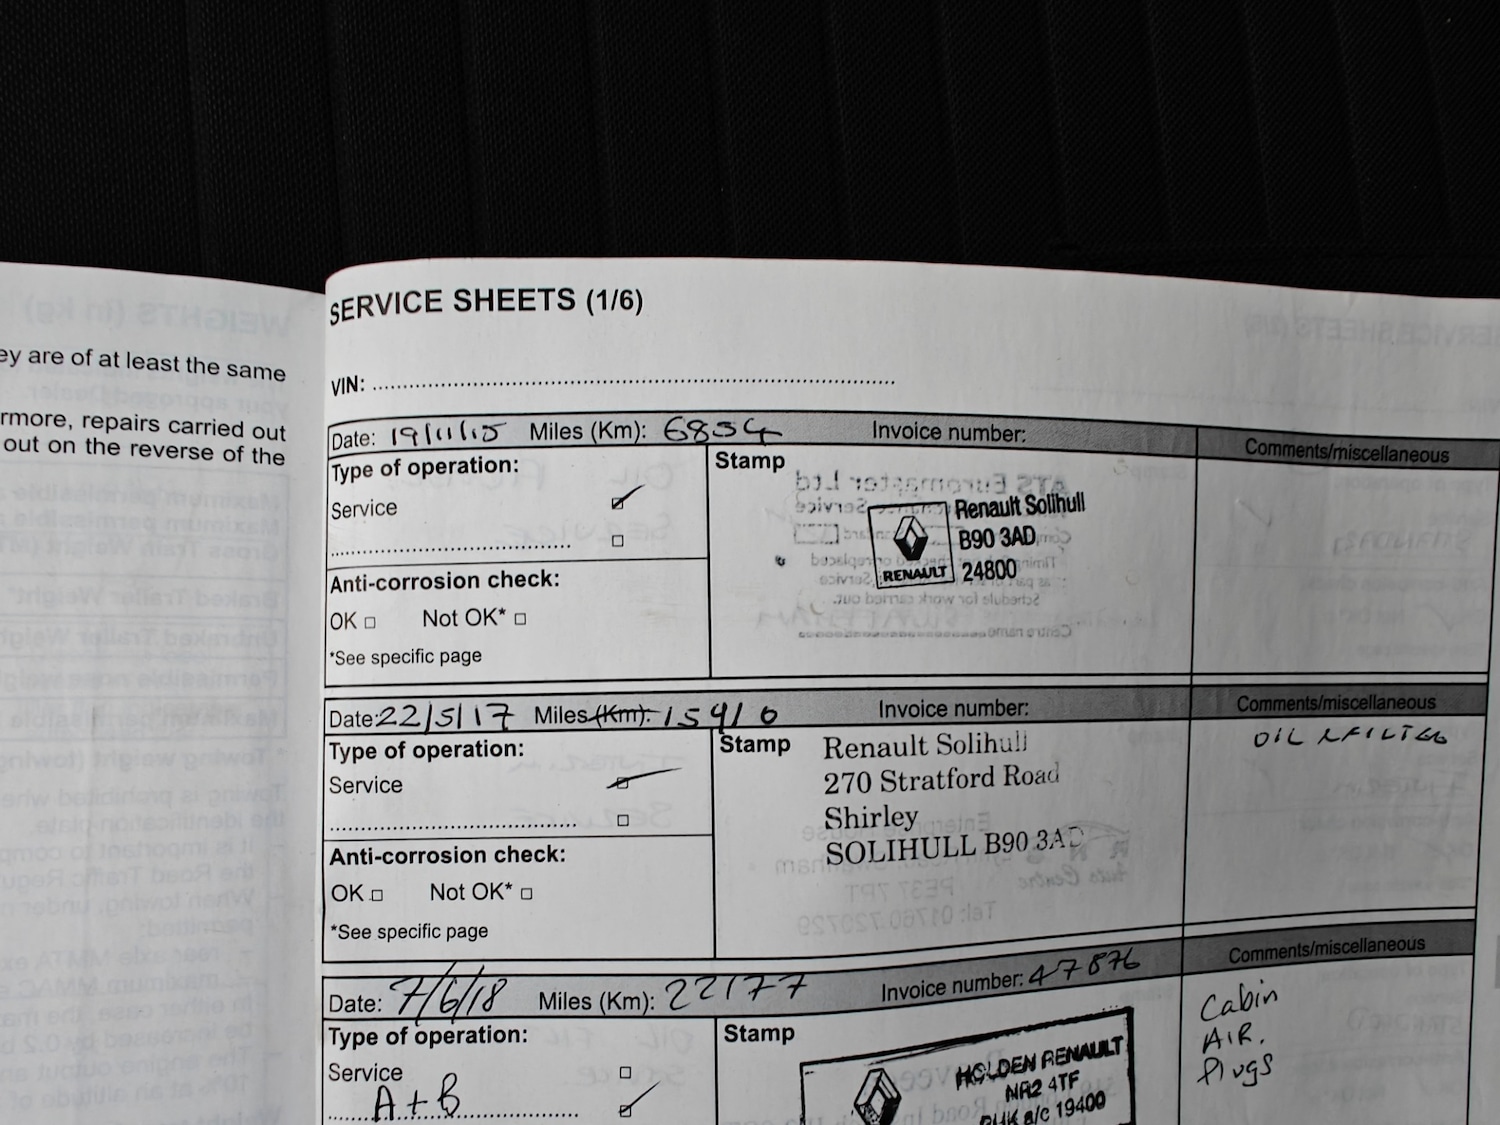 ey are of at least the same
rmore, repairs carried out
out on the reverse of the
SERVICE SHEETS (1/6)
VIN: ........................................................
Date: 19/11/15 Miles (Km): 6834 Invoice number:
Comments/miscellaneous
Type of operation:
Service
Stamp
Renault Solihull
B90 3AD
RENAULT 24800
Anti-corrosion check:
OK □ Not OK* □
*See specific page
Date: 22/5/17 Miles (Km): 15910 Invoice number:
Comments/miscellaneous
OIL & FILTER
Type of operation:
Service
Stamp
Renault Solihull
270 Stratford Road
Shirley
SOLIHULL B90 3AD
Anti-corrosion check:
OK □ Not OK* □
*See specific page
Date: 7/6/18 Miles (Km): 22177 Invoice number: 47876
Comments/miscellaneous
Cabin
AIR.
Plugs
Type of operation:
Service
A + B
Stamp
HOLDEN RENAULT
NR2 4TF
a/c 19400